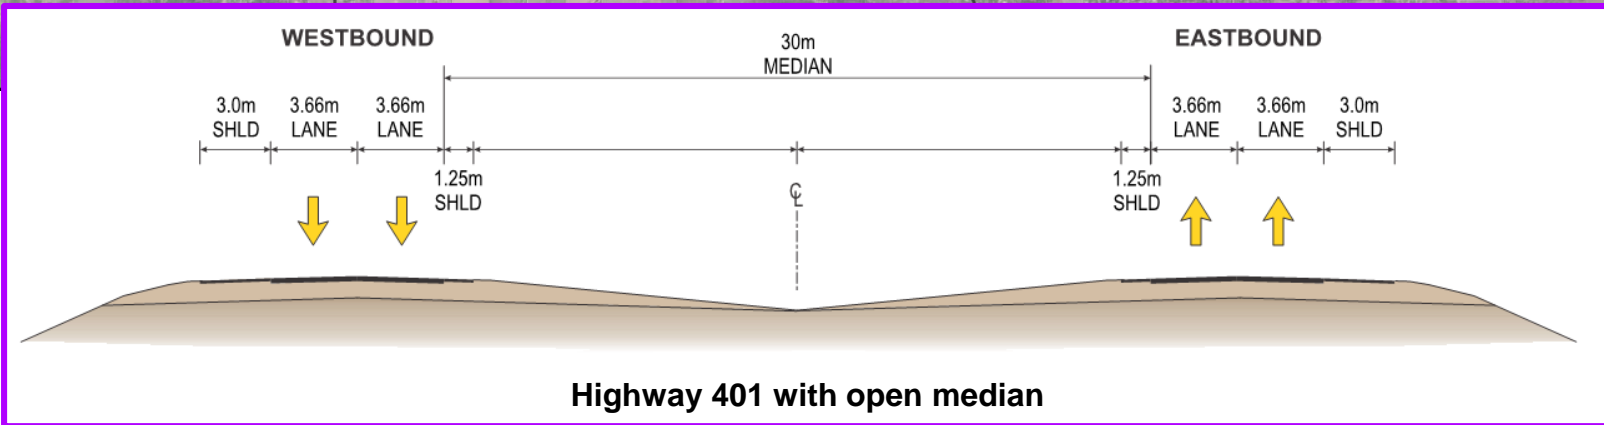 WESTBOUND
30m
MEDIAN
EASTBOUND
3.0m
SHLD
3.66m
LANE
3.66m
LANE
3.66m
LANE
3.66m
LANE
3.0m
SHLD
1.25m
SHLD
℄
1.25m
SHLD
Highway 401 with open median